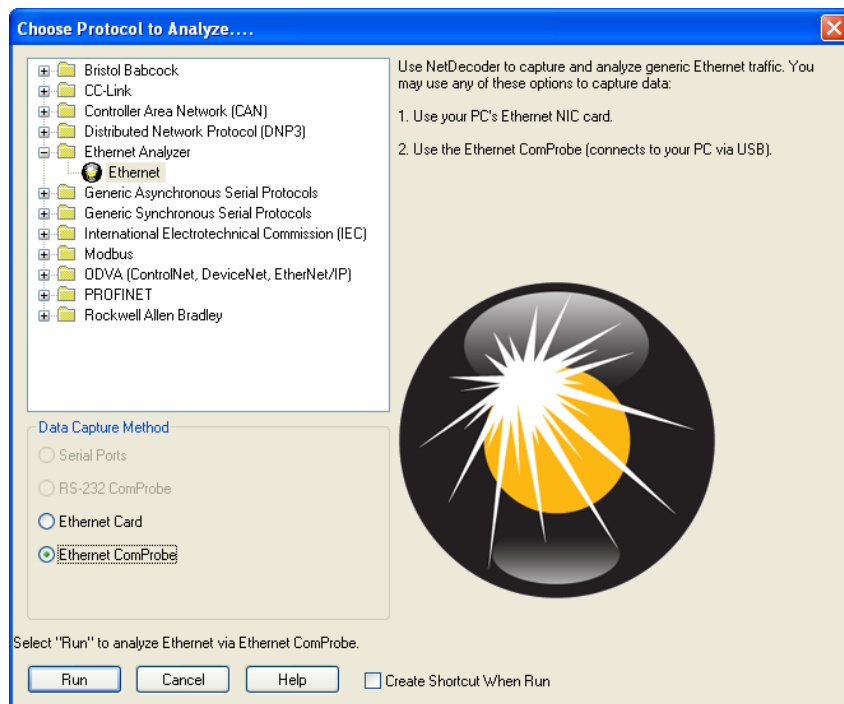 Choose Protocol to Analyze....
Bristol Babcock
CC-Link
Controller Area Network (CAN)
Distributed Network Protocol (DNP3)
Ethernet Analyzer
Ethernet
Generic Asynchronous Serial Protocols
Generic Synchronous Serial Protocols
International Electrotechnical Commission (IEC)
Modbus
ODVA (ControlNet, DeviceNet, EtherNet/IP)
PROFINET
Rockwell Allen Bradley
Use NetDecoder to capture and analyze generic Ethernet traffic. You
may use any of these options to capture data:
1. Use your PC's Ethernet NIC card.
2. Use the Ethernet ComProbe (connects to your PC via USB).
Data Capture Method
Serial Ports
RS-232 ComProbe
Ethernet Card
Ethernet ComProbe
Select "Run" to analyze Ethernet via Ethernet ComProbe.
Run Cancel Help Create Shortcut When Run